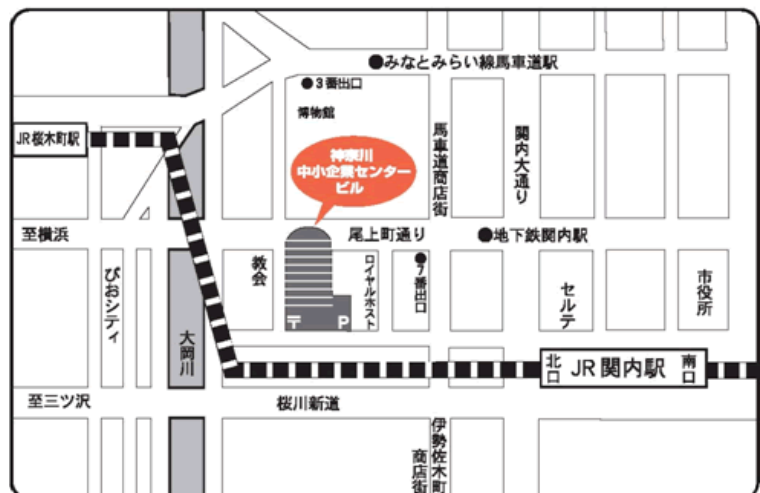 ●みなとみらい線馬車道駅
●3番出口
博物館
JR桜木町駅
神奈川
中小企業センター
ビル
馬車道商店街
関内大通り
至横浜
尾上町通り
●地下鉄関内駅
ぴおシティ
大岡川
教会
ロイヤルホスト
●7番出口
セルテ
市役所
〒 P
北口
JR関内駅
南口
至三ツ沢
桜川新道
伊勢佐木町
商店街